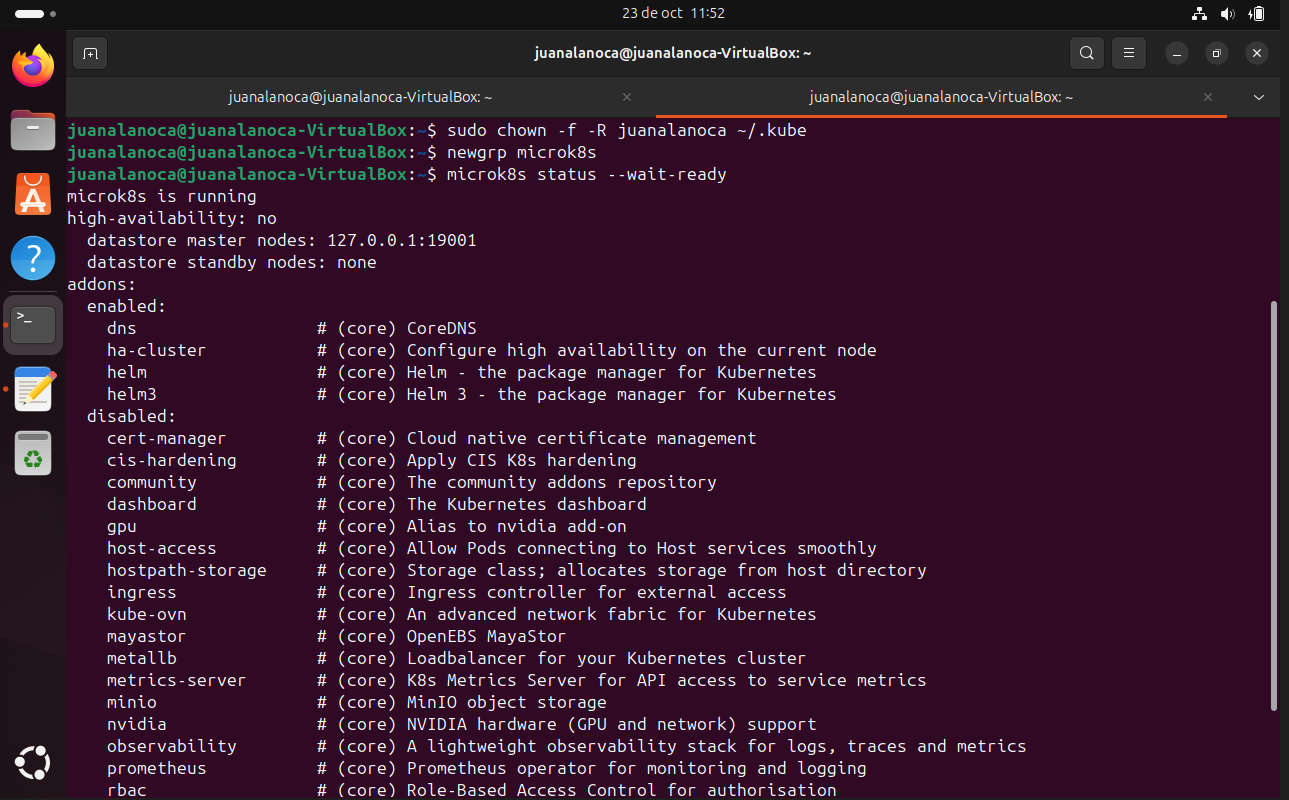 23 de oct 11:52
juanalanoca@juanalanoca-VirtualBox: ~
juanalanoca@juanalanoca-VirtualBox: ~
juanalanoca@juanalanoca-VirtualBox: ~
juanalanoca@juanalanoca-VirtualBox:~$ sudo chown -f -R juanalanoca ~/.kube
juanalanoca@juanalanoca-VirtualBox:~$ newgrp microk8s
juanalanoca@juanalanoca-VirtualBox:~$ microk8s status --wait-ready
microk8s is running
high-availability: no
  datastore master nodes: 127.0.0.1:19001
  datastore standby nodes: none
addons:
  enabled:
    dns                  # (core) CoreDNS
    ha-cluster           # (core) Configure high availability on the current node
    helm                 # (core) Helm - the package manager for Kubernetes
    helm3                # (core) Helm 3 - the package manager for Kubernetes
  disabled:
    cert-manager         # (core) Cloud native certificate management
    cis-hardening        # (core) Apply CIS K8s hardening
    community            # (core) The community addons repository
    dashboard            # (core) The Kubernetes dashboard
    gpu                  # (core) Alias to nvidia add-on
    host-access          # (core) Allow Pods connecting to Host services smoothly
    hostpath-storage     # (core) Storage class; allocates storage from host directory
    ingress              # (core) Ingress controller for external access
    kube-ovn             # (core) An advanced network fabric for Kubernetes
    mayastor             # (core) OpenEBS MayaStor
    metallb              # (core) Loadbalancer for your Kubernetes cluster
    metrics-server       # (core) K8s Metrics Server for API access to service metrics
    minio                # (core) MinIO object storage
    nvidia               # (core) NVIDIA hardware (GPU and network) support
    observability        # (core) A lightweight observability stack for logs, traces and metrics
    prometheus           # (core) Prometheus operator for monitoring and logging
    rbac                 # (core) Role-Based Access Control for authorisation